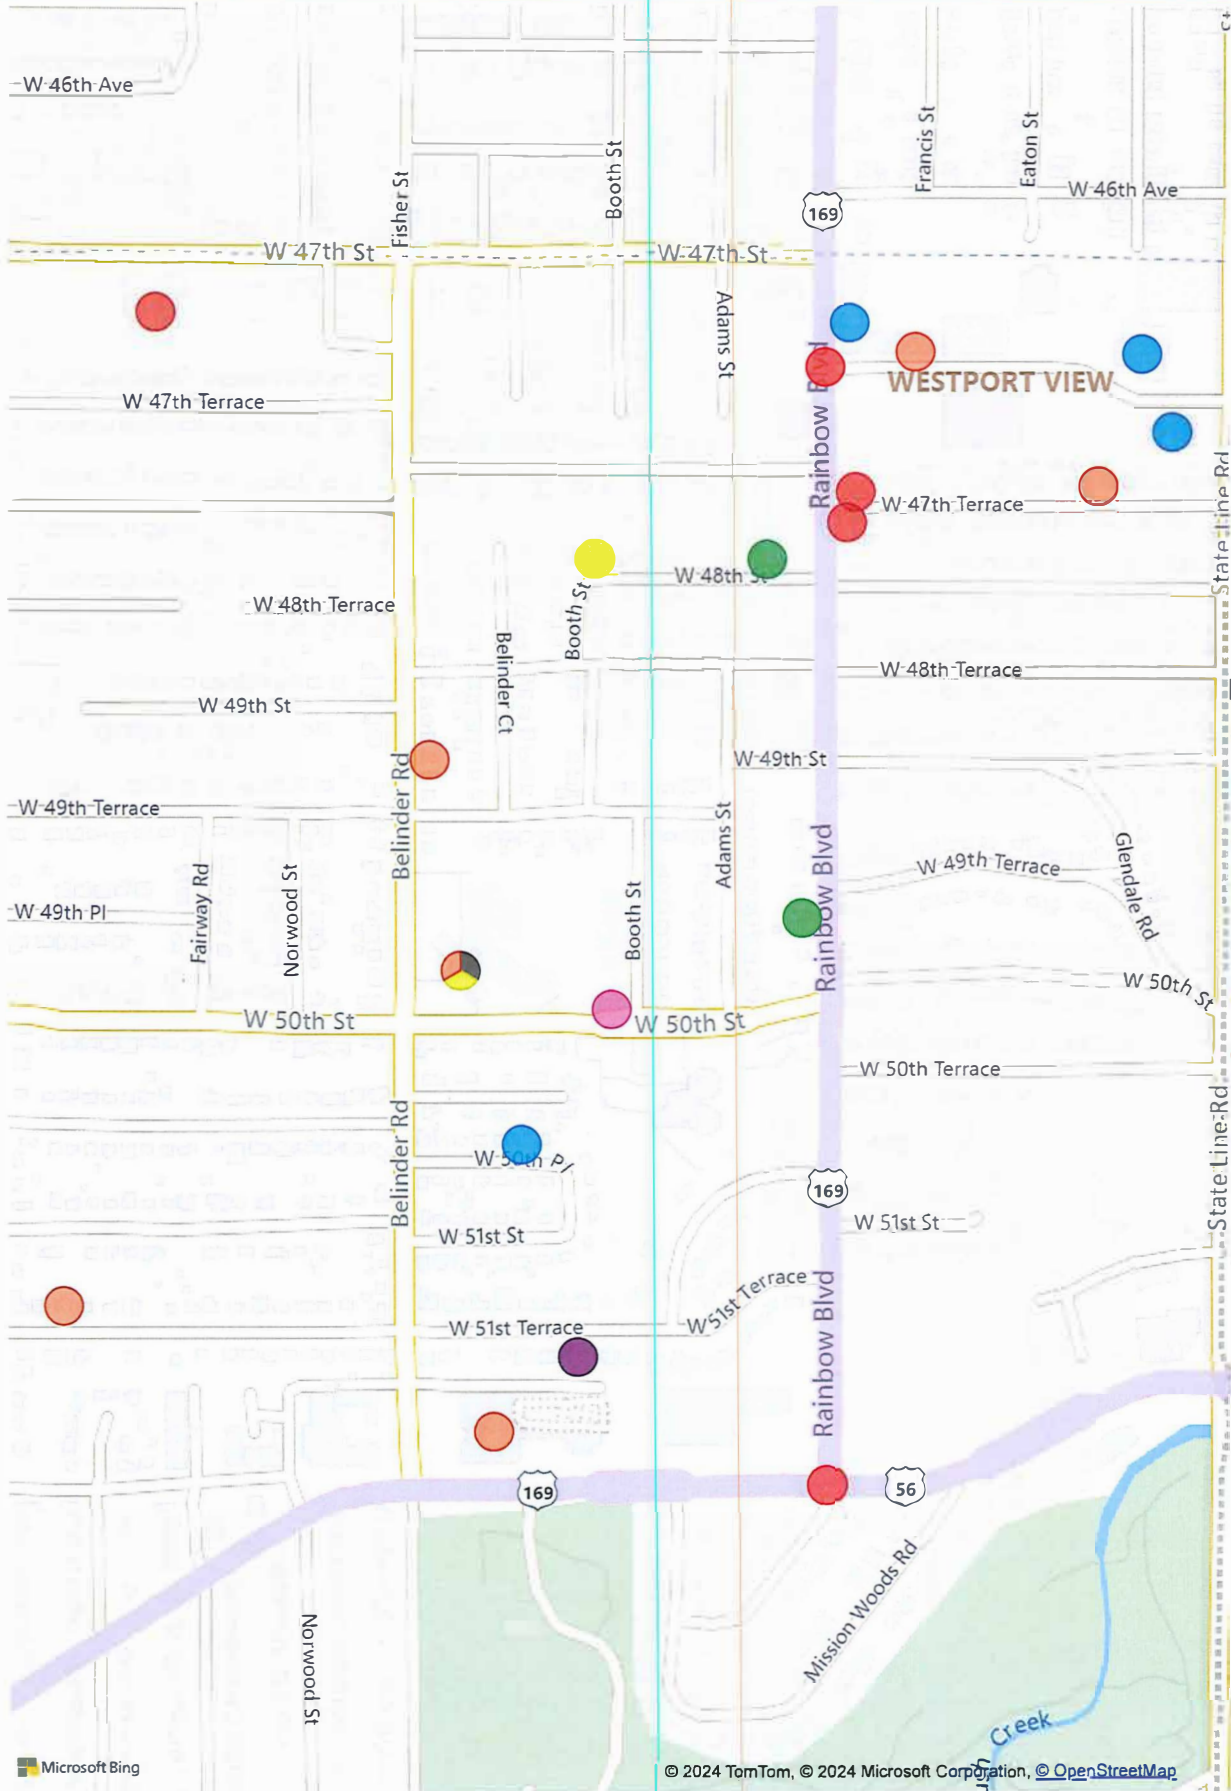 W 46th Ave
Francis St
Eaton St
Booth St
Fisher St
W 46th Ave
169
W 47th St
W 47th St
Adams St
Rainbow Blvd
WESTPORT VIEW
W 47th Terrace
State Line Rd
W 47th Terrace
W 48th St
Booth St
W 48th Terrace
Belinder Ct
W 48th Terrace
W 49th St
W 49th St
Belinder Rd
W 49th Terrace
Adams St
Rainbow Blvd
Glendale Rd
W 49th Terrace
Fairway Rd
Norwood St
Booth St
W 49th Pl
W 50th St
W 50th St
W 50th St
W 50th Terrace
Belinder Rd
State Line Rd
W 50th Pl
169
W 51st St
W 51st St
Rainbow Blvd
W 51st Terrace
W 51st Terrace
169
56
Mission Woods Rd
Norwood St
Creek
Microsoft Bing
© 2024 TomTom, © 2024 Microsoft Corporation, © OpenStreetMap